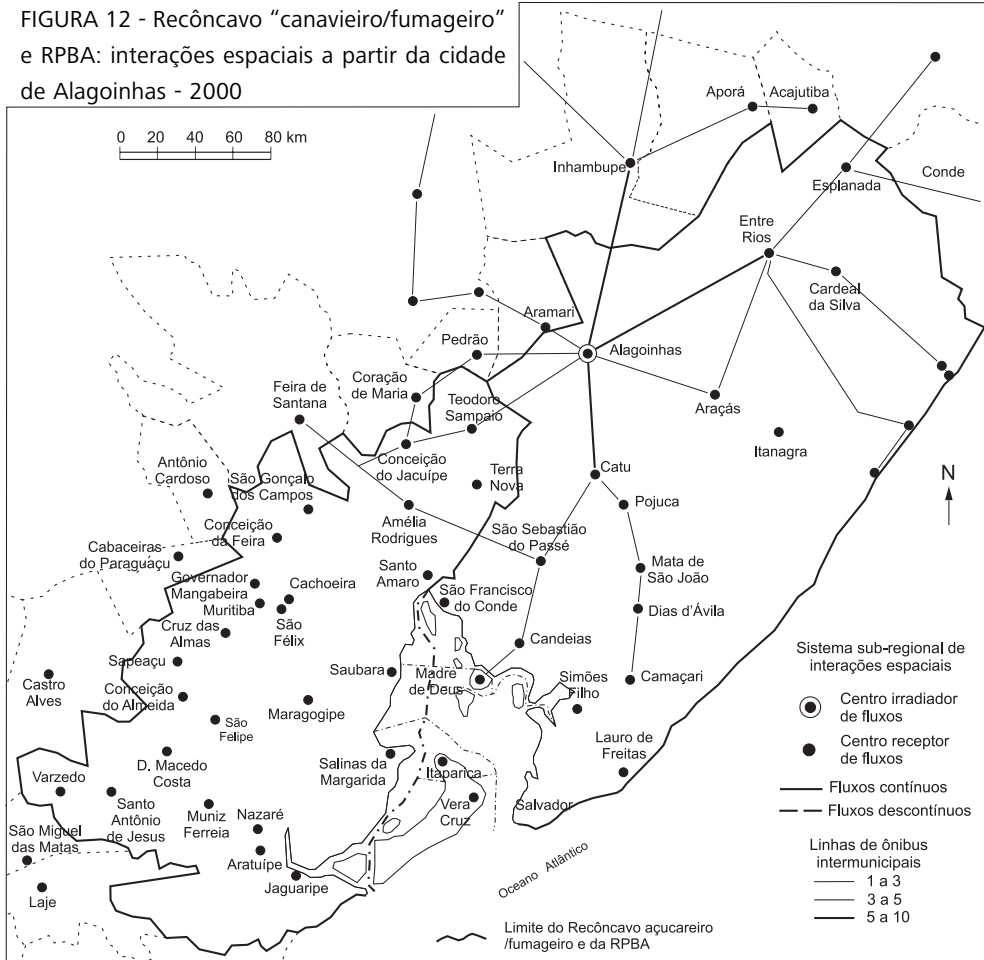 FIGURA 12 - Recôncavo “canavieiro/fumageiro”
e RPBA: interações espaciais a partir da cidade
de Alagoinhas - 2000
0 20 40 60 80 km
Aporá
Acajutiba
Inhambupe
Esplanada
Conde
Entre
Rios
Cardeal
da Silva
Aramari
Alagoinhas
Pedrão
Coração
de Maria
Feira de
Santana
Teodoro
Sampaio
Araçás
Itanagra
Conceição
do Jacuípe
Terra
Nova
Catu
Pojuca
N
Antônio
Cardoso
São Gonçalo
dos Campos
Amélia
Rodrigues
São Sebastião
do Passé
Conceição
da Feira
Cabaceiras
do Paraguaçu
Mata de
São João
Santo
Amaro
Governador
Mangabeira
Cachoeira
Muritiba
São
Félix
São Francisco
do Conde
Dias d'Ávila
Cruz das
Almas
Candeias
Sapeaçu
Saubara
Madre
de Deus
Simões
Filho
Camaçari
Castro
Alves
Conceição
do Almeida
Maragogipe
São
Felipe
Lauro de
Freitas
D. Macedo
Costa
Salinas da
Margarida
Itaparica
Varzedo
Santo
Antônio
de Jesus
Muniz
Ferreia
Nazaré
Vera
Cruz
Salvador
São Miguel
das Matas
Aratuípe
Laje
Jaguaripe
Oceano Atlântico
Sistema sub-regional de
interações espaciais
Centro irradiador
de fluxos
Centro receptor
de fluxos
Fluxos contínuos
Fluxos descontínuos
Linhas de ônibus
intermunicipais
1 a 3
3 a 5
5 a 10
Limite do Recôncavo açucareiro
/fumageiro e da RPBA